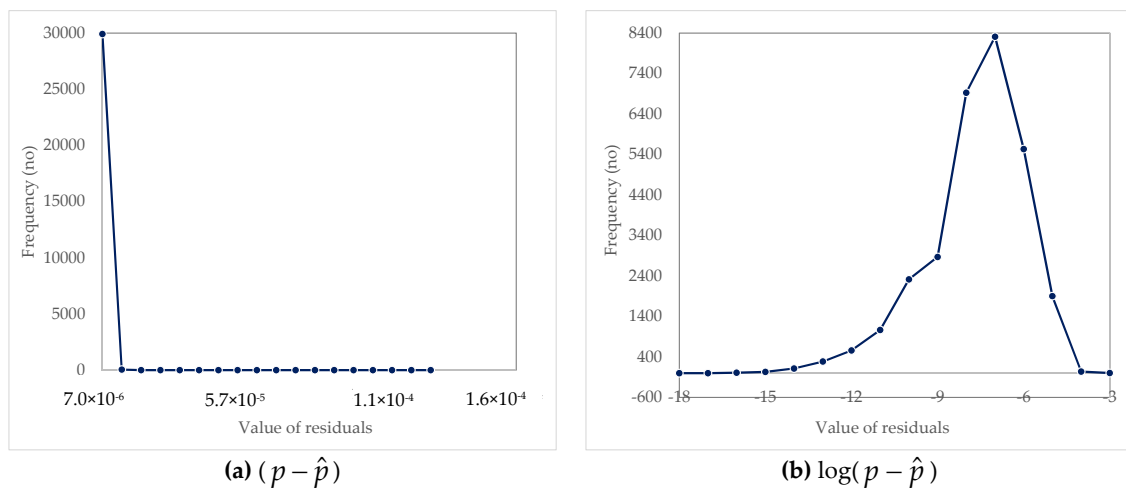 30000
25000
20000
15000
10000
5000
0
Frequency (no)
7.0×10⁻⁶ 5.7×10⁻⁵ 1.1×10⁻⁴ 1.6×10⁻⁴
Value of residuals
(a) ( p − p̂ )
8400
7400
6400
5400
4400
3400
2400
1400
400
-600
Frequency (no)
-18 -15 -12 -9 -6 -3
Value of residuals
(b) log( p − p̂ )